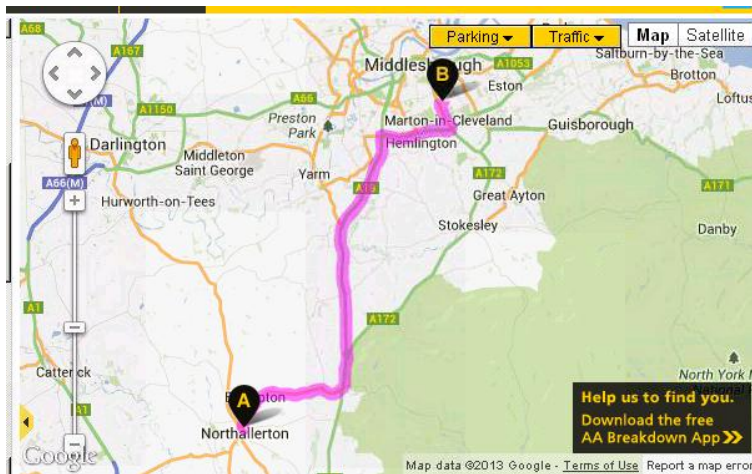 Parking
Traffic
Map
Satellite
A68
A167
Middlesbrough
A1053
Saltburn-by-the-Sea
Eston
Brotton
Loftus
A66
A1150
Preston
Park
Marton-in-Cleveland
Guisborough
Hemlington
Darlington
Middleton
Saint George
Yarm
A66(M)
A19
A172
A171
Hurworth-on-Tees
Great Ayton
Stokesley
Danby
A1
A172
Catterick
A1
North York M
Northallerton
A
B
Help us to find you.
Download the free
AA Breakdown App
Google
Map data ©2013 Google - Terms of Use
Report a map error